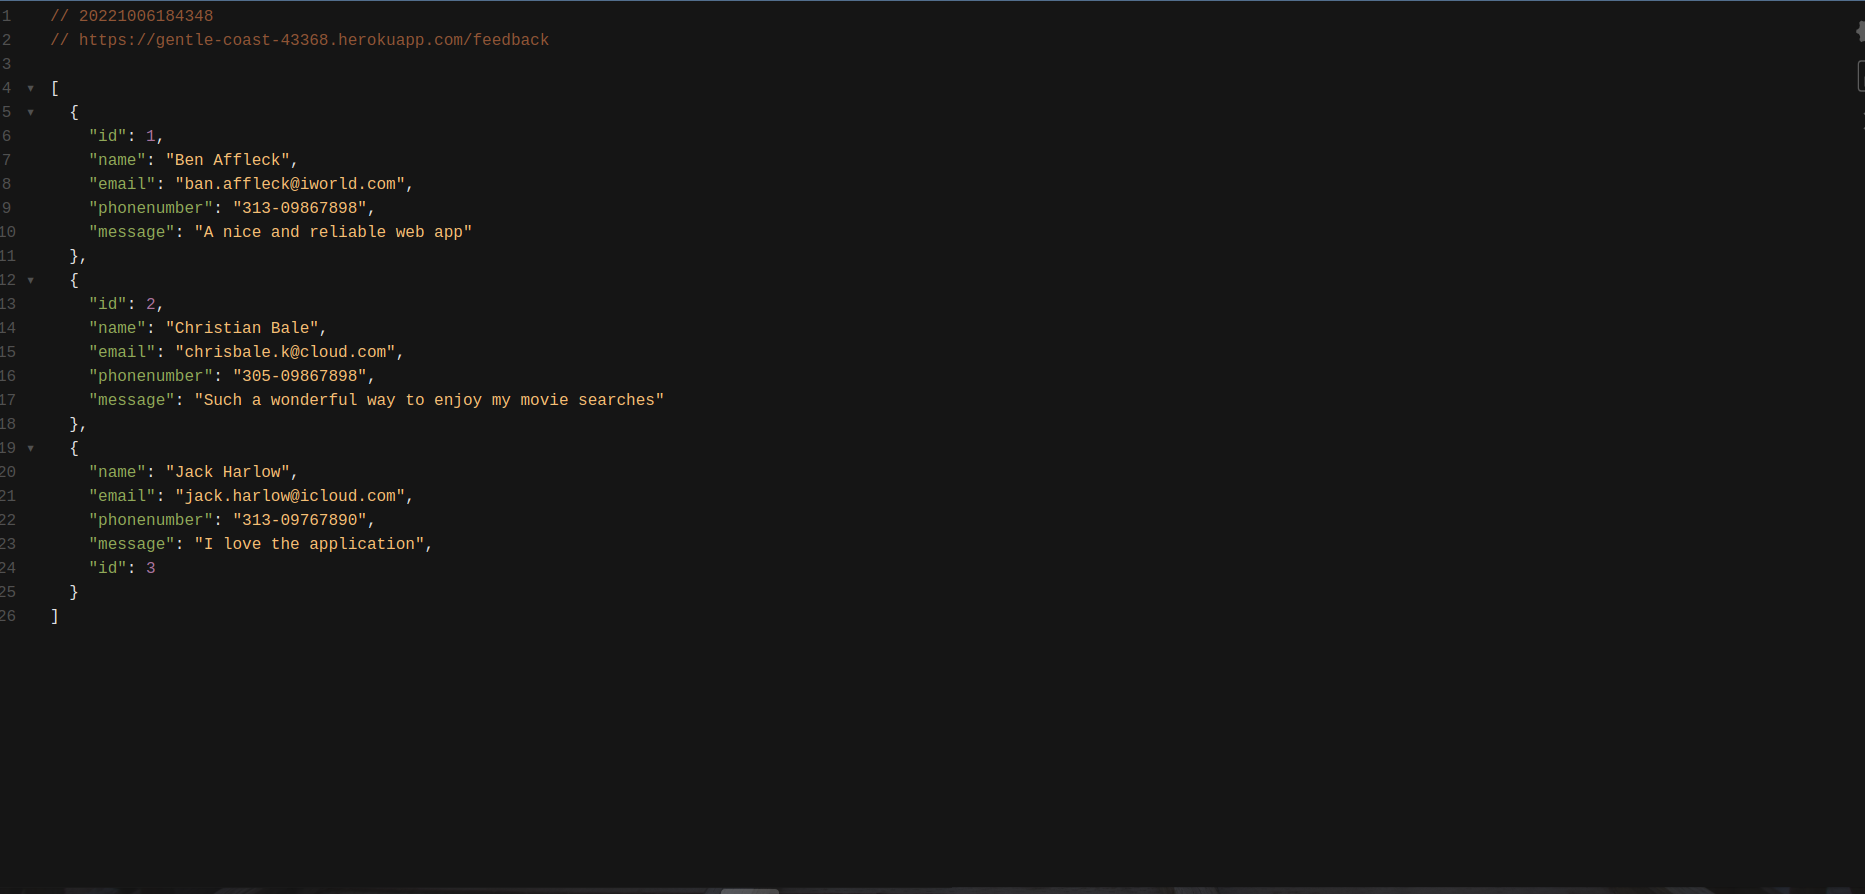 1 // 20221006184348
2 // https://gentle-coast-43368.herokuapp.com/feedback
3
4 ▾ [
5 ▾ {
6 "id": 1,
7 "name": "Ben Affleck",
8 "email": "ban.affleck@iworld.com",
9 "phonenumber": "313-09867898",
10 "message": "A nice and reliable web app"
11 },
12 ▾ {
13 "id": 2,
14 "name": "Christian Bale",
15 "email": "chrisbale.k@cloud.com",
16 "phonenumber": "305-09867898",
17 "message": "Such a wonderful way to enjoy my movie searches"
18 },
19 ▾ {
20 "name": "Jack Harlow",
21 "email": "jack.harlow@icloud.com",
22 "phonenumber": "313-09767890",
23 "message": "I love the application",
24 "id": 3
25 }
26 ]